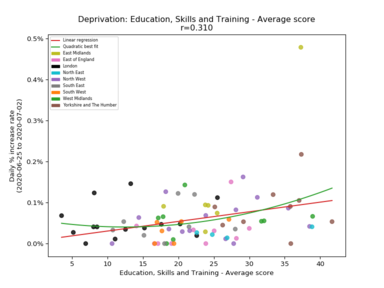 Deprivation: Education, Skills and Training - Average score
r=0.310
Daily % increase rate
(2020-06-25 to 2020-07-02)
0.5%
0.4%
0.3%
0.2%
0.1%
0.0%
Linear regression
Quadratic best fit
East Midlands
East of England
London
North East
North West
South East
South West
West Midlands
Yorkshire and The Humber
5 10 15 20 25 30 35 40
Education, Skills and Training - Average score